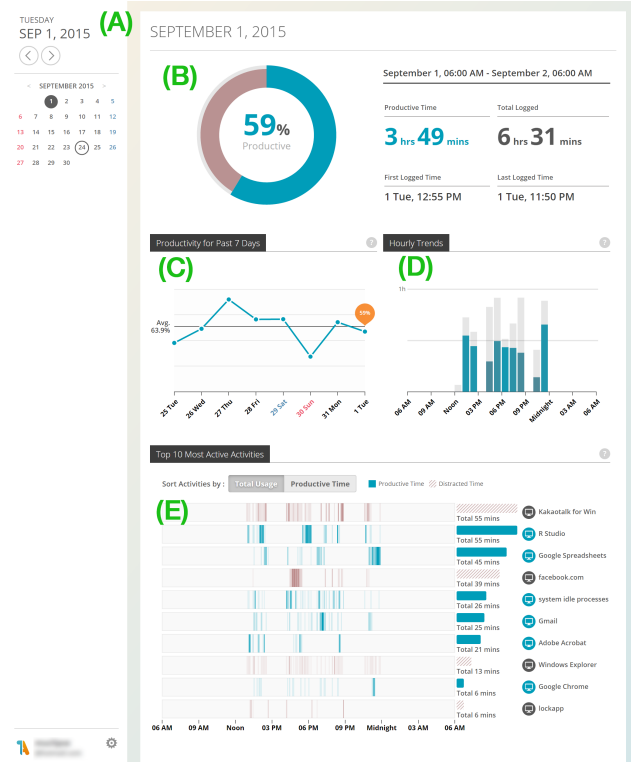 TUESDAY
SEP 1, 2015
(A)
< SEPTEMBER 2015 >
1 2 3 4 5
6 7 8 9 10 11 12
13 14 15 16 17 18 19
20 21 22 23 24 25 26
27 28 29 30
SEPTEMBER 1, 2015
(B)
59%
Productive
September 1, 06:00 AM - September 2, 06:00 AM
Productive Time
Total Logged
3 hrs 49 mins
6 hrs 31 mins
First Logged Time
Last Logged Time
1 Tue, 12:55 PM
1 Tue, 11:50 PM
Productivity for Past 7 Days
?
(C)
Avg.
63.9%
59%
25 Tue
26 Wed
27 Thu
28 Fri
29 Sat
30 Sun
31 Mon
1 Tue
Hourly Trends
?
(D)
1h
06 AM
09 AM
Noon
03 PM
06 PM
09 PM
Midnight
03 AM
06 AM
Top 10 Most Active Activities
?
Sort Activities by : Total Usage Productive Time
Productive Time Distracted Time
(E)
Kakaotalk for Win
Total 55 mins
R Studio
Total 55 mins
Google Spreadsheets
Total 45 mins
facebook.com
Total 39 mins
system idle processes
Total 26 mins
Gmail
Total 25 mins
Adobe Acrobat
Total 21 mins
Windows Explorer
Total 13 mins
Google Chrome
Total 6 mins
lockapp
Total 6 mins
06 AM 09 AM Noon 03 PM 06 PM 09 PM Midnight 03 AM 06 AM